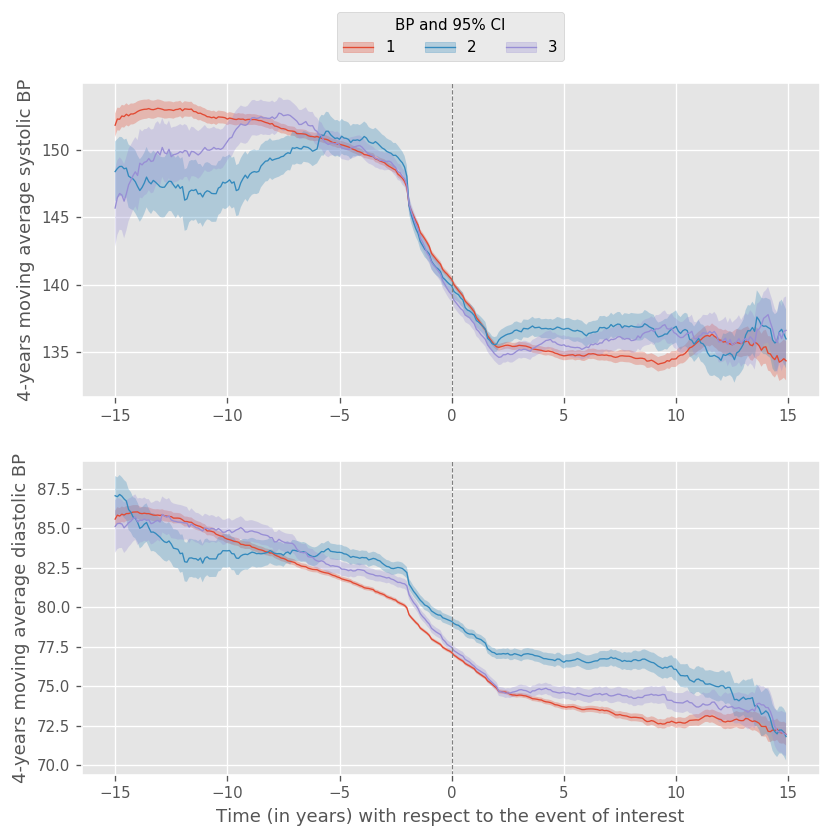 BP and 95% CI
1 2 3
4-years moving average systolic BP
150
145
140
135
−15 −10 −5 0 5 10 15
4-years moving average diastolic BP
87.5
85.0
82.5
80.0
77.5
75.0
72.5
70.0
−15 −10 −5 0 5 10 15
Time (in years) with respect to the event of interest